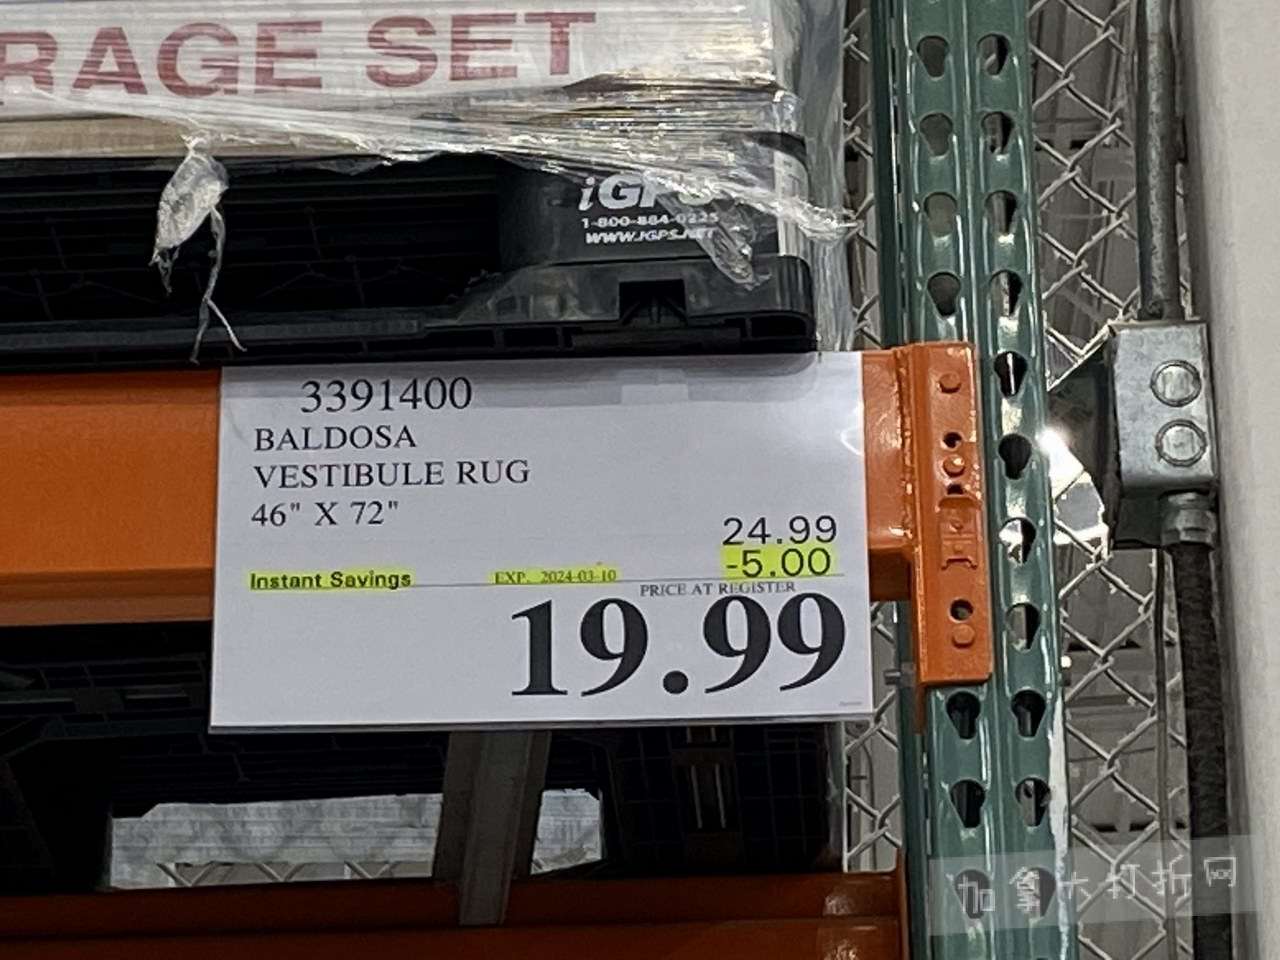 RAGE SET
iGPS
1-800-884-0225
WWW.IGPS.NET
3391400
BALDOSA
VESTIBULE RUG
46" X 72"
24.99
-5.00
Instant Savings EXP. 2024-03-10
PRICE AT REGISTER
19.99
加拿大打折网